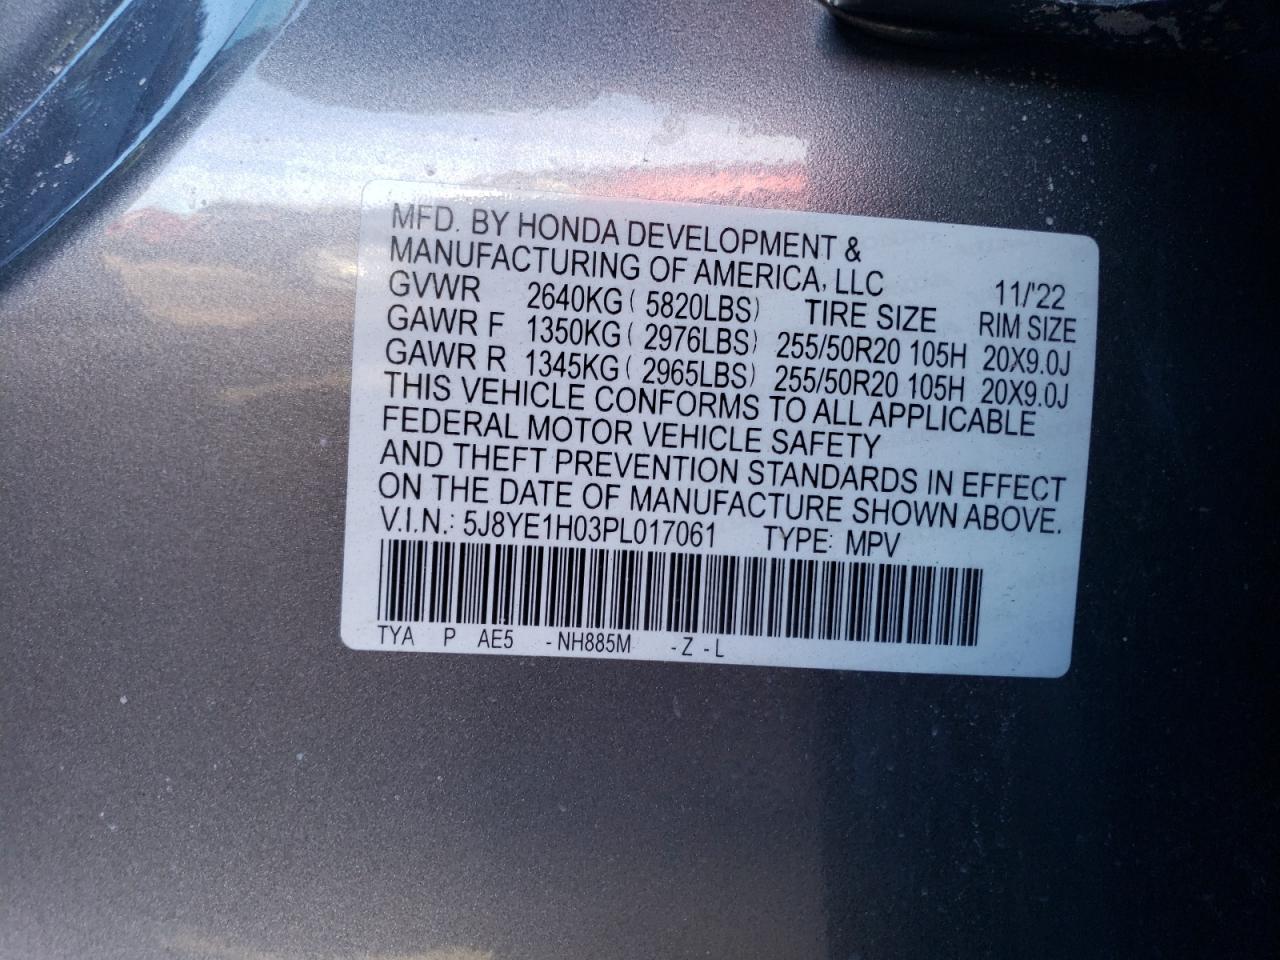 MFD. BY HONDA DEVELOPMENT &
MANUFACTURING OF AMERICA, LLC 11/'22
GVWR 2640KG ( 5820LBS) TIRE SIZE RIM SIZE
GAWR F 1350KG ( 2976LBS) 255/50R20 105H 20X9.0J
GAWR R 1345KG ( 2965LBS) 255/50R20 105H 20X9.0J
THIS VEHICLE CONFORMS TO ALL APPLICABLE
FEDERAL MOTOR VEHICLE SAFETY
AND THEFT PREVENTION STANDARDS IN EFFECT
ON THE DATE OF MANUFACTURE SHOWN ABOVE.
V.I.N.: 5J8YE1H03PL017061 TYPE: MPV
TYA P AE5 -NH885M -Z -L